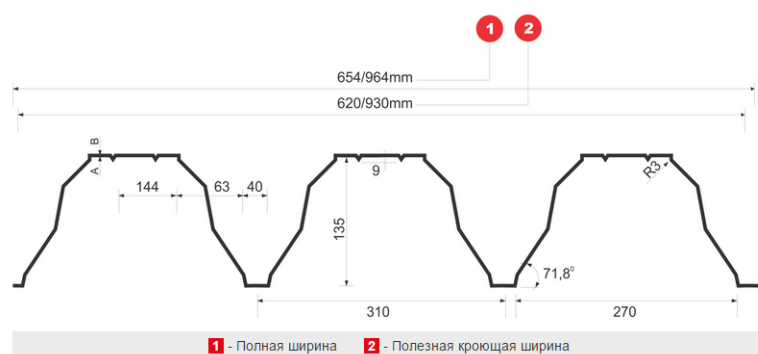 1 2
654/964mm
620/930mm
B
A
9
R3
144 63 40
135
71,8⁰
310 270
1 - Полная ширина 2 - Полезная кроющая ширина